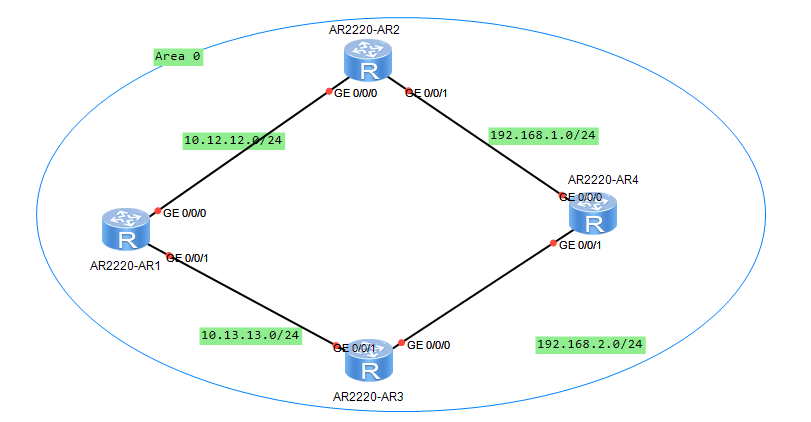 AR2220-AR2
Area 0
GE 0/0/0
GE 0/0/1
10.12.12.0/24
192.168.1.0/24
AR2220-AR4
GE 0/0/0
GE 0/0/0
R
R
R
GE 0/0/1
GE 0/0/1
AR2220-AR1
10.13.13.0/24
GE 0/0/1
GE 0/0/0
192.168.2.0/24
R
AR2220-AR3